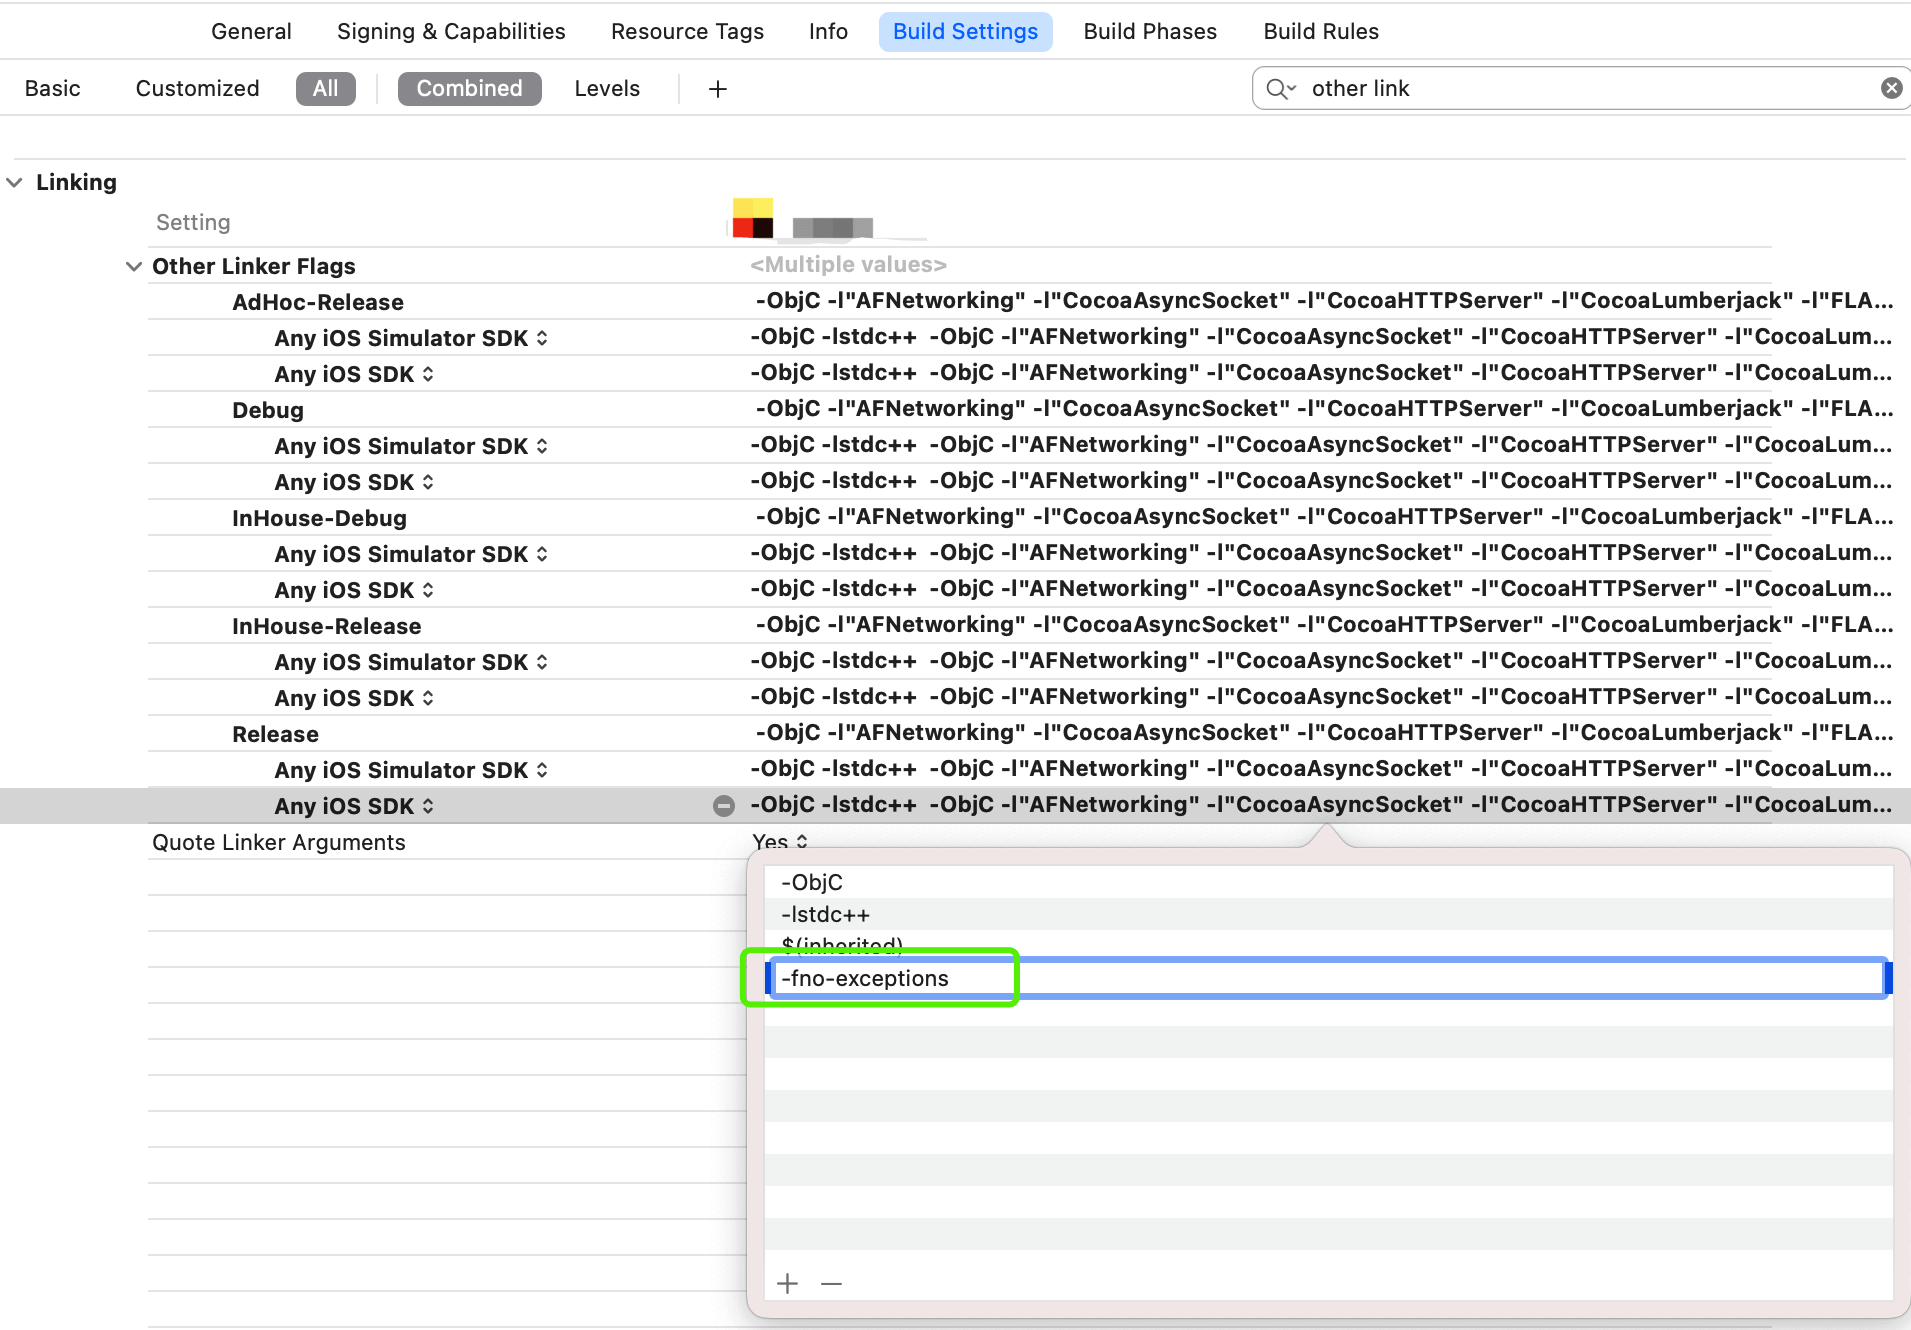 General Signing & Capabilities Resource Tags Info Build Settings Build Phases Build Rules
Basic Customized All Combined Levels + other link
Linking
Setting
Other Linker Flags <Multiple values>
AdHoc-Release -ObjC -l"AFNetworking" -l"CocoaAsyncSocket" -l"CocoaHTTPServer" -l"CocoaLumberjack" -l"FLA...
Any iOS Simulator SDK -ObjC -lstdc++ -ObjC -l"AFNetworking" -l"CocoaAsyncSocket" -l"CocoaHTTPServer" -l"CocoaLum...
Any iOS SDK -ObjC -lstdc++ -ObjC -l"AFNetworking" -l"CocoaAsyncSocket" -l"CocoaHTTPServer" -l"CocoaLum...
Debug -ObjC -l"AFNetworking" -l"CocoaAsyncSocket" -l"CocoaHTTPServer" -l"CocoaLumberjack" -l"FLA...
Any iOS Simulator SDK -ObjC -lstdc++ -ObjC -l"AFNetworking" -l"CocoaAsyncSocket" -l"CocoaHTTPServer" -l"CocoaLum...
Any iOS SDK -ObjC -lstdc++ -ObjC -l"AFNetworking" -l"CocoaAsyncSocket" -l"CocoaHTTPServer" -l"CocoaLum...
InHouse-Debug -ObjC -l"AFNetworking" -l"CocoaAsyncSocket" -l"CocoaHTTPServer" -l"CocoaLumberjack" -l"FLA...
Any iOS Simulator SDK -ObjC -lstdc++ -ObjC -l"AFNetworking" -l"CocoaAsyncSocket" -l"CocoaHTTPServer" -l"CocoaLum...
Any iOS SDK -ObjC -lstdc++ -ObjC -l"AFNetworking" -l"CocoaAsyncSocket" -l"CocoaHTTPServer" -l"CocoaLum...
InHouse-Release -ObjC -l"AFNetworking" -l"CocoaAsyncSocket" -l"CocoaHTTPServer" -l"CocoaLumberjack" -l"FLA...
Any iOS Simulator SDK -ObjC -lstdc++ -ObjC -l"AFNetworking" -l"CocoaAsyncSocket" -l"CocoaHTTPServer" -l"CocoaLum...
Any iOS SDK -ObjC -lstdc++ -ObjC -l"AFNetworking" -l"CocoaAsyncSocket" -l"CocoaHTTPServer" -l"CocoaLum...
Release -ObjC -l"AFNetworking" -l"CocoaAsyncSocket" -l"CocoaHTTPServer" -l"CocoaLumberjack" -l"FLA...
Any iOS Simulator SDK -ObjC -lstdc++ -ObjC -l"AFNetworking" -l"CocoaAsyncSocket" -l"CocoaHTTPServer" -l"CocoaLum...
Any iOS SDK -ObjC -lstdc++ -ObjC -l"AFNetworking" -l"CocoaAsyncSocket" -l"CocoaHTTPServer" -l"CocoaLum...
Quote Linker Arguments Yes
-ObjC
-lstdc++
$(inherited)
-fno-exceptions